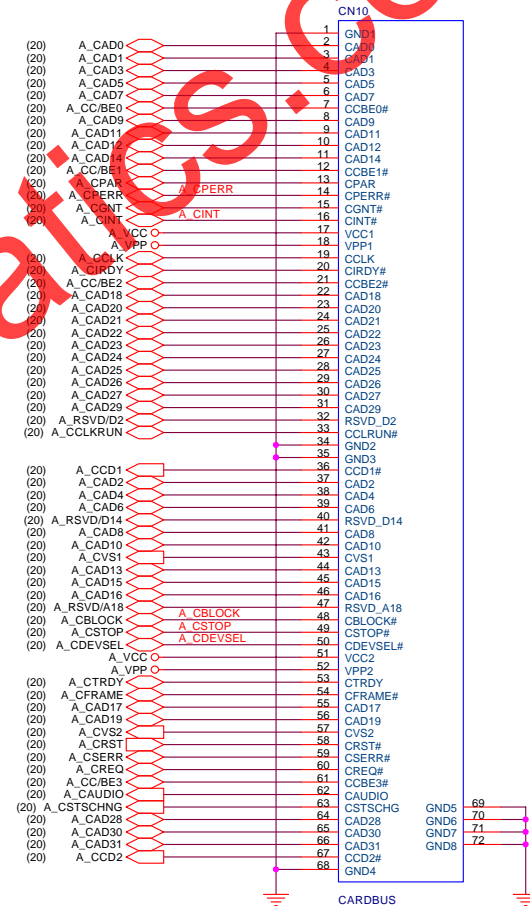 CN10
1 GND1
(20) A_CAD0 2 CAD0
(20) A_CAD1 3 CAD1
(20) A_CAD3 4 CAD3
(20) A_CAD5 5 CAD5
(20) A_CAD7 6 CAD7
(20) A_CC/BE0 7 CCBE0#
(20) A_CAD9 8 CAD9
(20) A_CAD11 9 CAD11
(20) A_CAD12 10 CAD12
(20) A_CAD14 11 CAD14
(20) A_CC/BE1 12 CCBE1#
(20) A_CPAR 13 CPAR
(20) A_CPERR A_CPERR 14 CPERR#
(20) A_CGNT 15 CGNT#
(20) A_CINT A_CINT 16 CINT#
A_VCC 17 VCC1
A_VPP 18 VPP1
(20) A_CCLK 19 CCLK
(20) A_CIRDY 20 CIRDY#
(20) A_CC/BE2 21 CCBE2#
(20) A_CAD18 22 CAD18
(20) A_CAD20 23 CAD20
(20) A_CAD21 24 CAD21
(20) A_CAD22 25 CAD22
(20) A_CAD23 26 CAD23
(20) A_CAD24 27 CAD24
(20) A_CAD25 28 CAD25
(20) A_CAD26 29 CAD26
(20) A_CAD27 30 CAD27
(20) A_CAD29 31 CAD29
(20) A_RSVD/D2 32 RSVD_D2
(20) A_CCLKRUN 33 CCLRUN#
34 GND2
35 GND3
(20) A_CCD1 36 CCD1#
(20) A_CAD2 37 CAD2
(20) A_CAD4 38 CAD4
(20) A_CAD6 39 CAD6
(20) A_RSVD/D14 40 RSVD_D14
(20) A_CAD8 41 CAD8
(20) A_CAD10 42 CAD10
(20) A_CVS1 43 CVS1
(20) A_CAD13 44 CAD13
(20) A_CAD15 45 CAD15
(20) A_CAD16 46 CAD16
(20) A_RSVD/A18 47 RSVD_A18
(20) A_CBLOCK A_CBLOCK 48 CBLOCK#
(20) A_CSTOP A_CSTOP 49 CSTOP#
(20) A_CDEVSEL A_CDEVSEL 50 CDEVSEL#
A_VCC 51 VCC2
A_VPP 52 VPP2
(20) A_CTRDY 53 CTRDY
(20) A_CFRAME 54 CFRAME#
(20) A_CAD17 55 CAD17
(20) A_CAD19 56 CAD19
(20) A_CVS2 57 CVS2
(20) A_CRST 58 CRST#
(20) A_CSERR 59 CSERR#
(20) A_CREQ 60 CREQ#
(20) A_CC/BE3 61 CCBE3#
(20) A_CAUDIO 62 CAUDIO
(20) A_CSTSCHNG 63 CSTSCHG GND5 69
(20) A_CAD28 64 CAD28 GND6 70
(20) A_CAD30 65 CAD30 GND7 71
(20) A_CAD31 66 CAD31 GND8 72
(20) A_CCD2 67 CCD2#
68 GND4
CARDBUS
atics.c